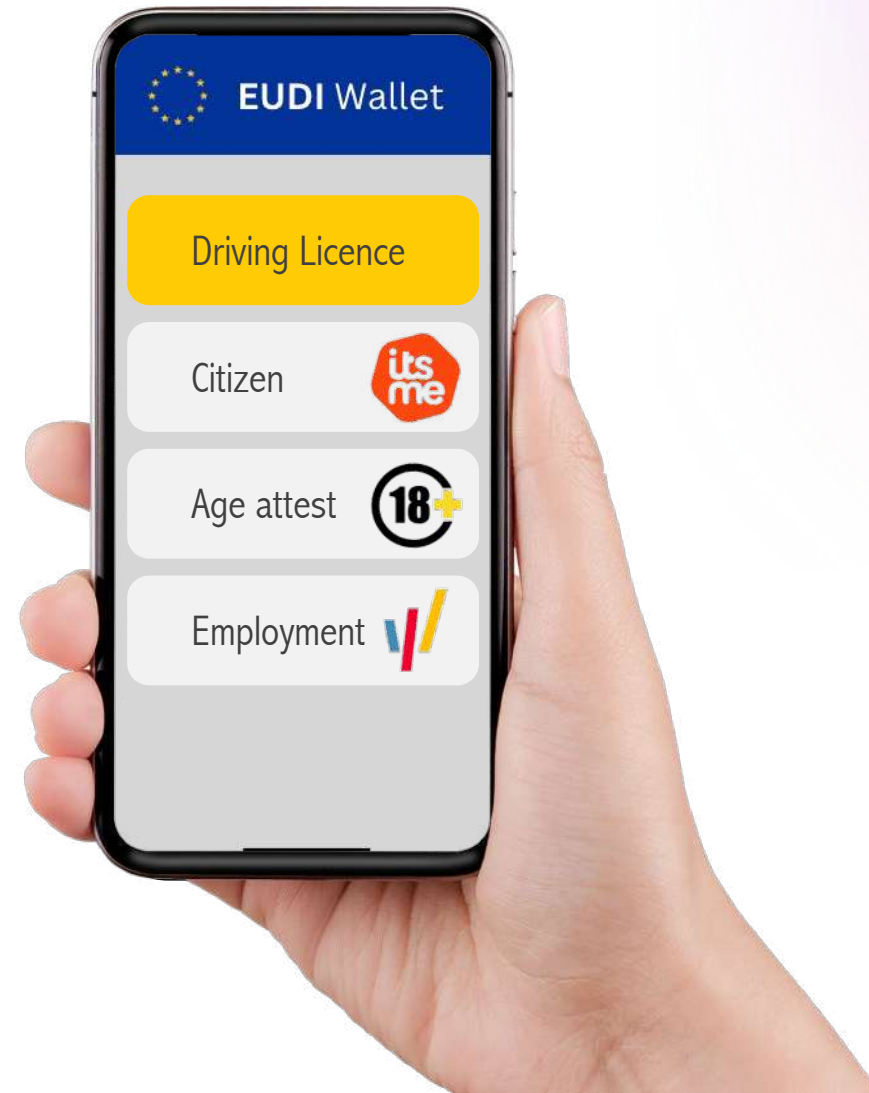 EUDI Wallet
Driving Licence
Citizen
its
me
Age attest
18+
Employment